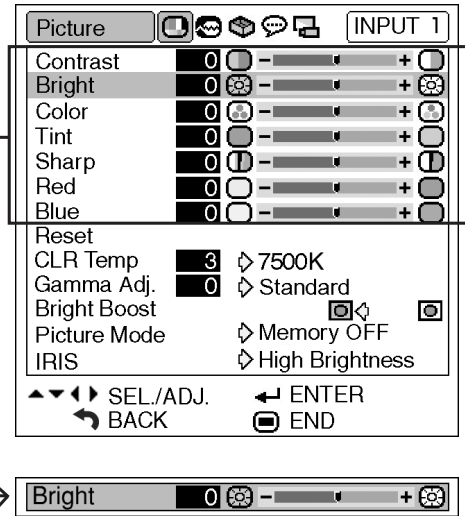 Picture INPUT 1
Contrast 0 - +
Bright 0 - +
Color 0 - +
Tint 0 - +
Sharp 0 - +
Red 0 - +
Blue 0 - +
Reset
CLR Temp 3 7500K
Gamma Adj. 0 Standard
Bright Boost
Picture Mode Memory OFF
IRIS High Brightness
SEL./ADJ. ENTER
BACK END
Bright 0 - +